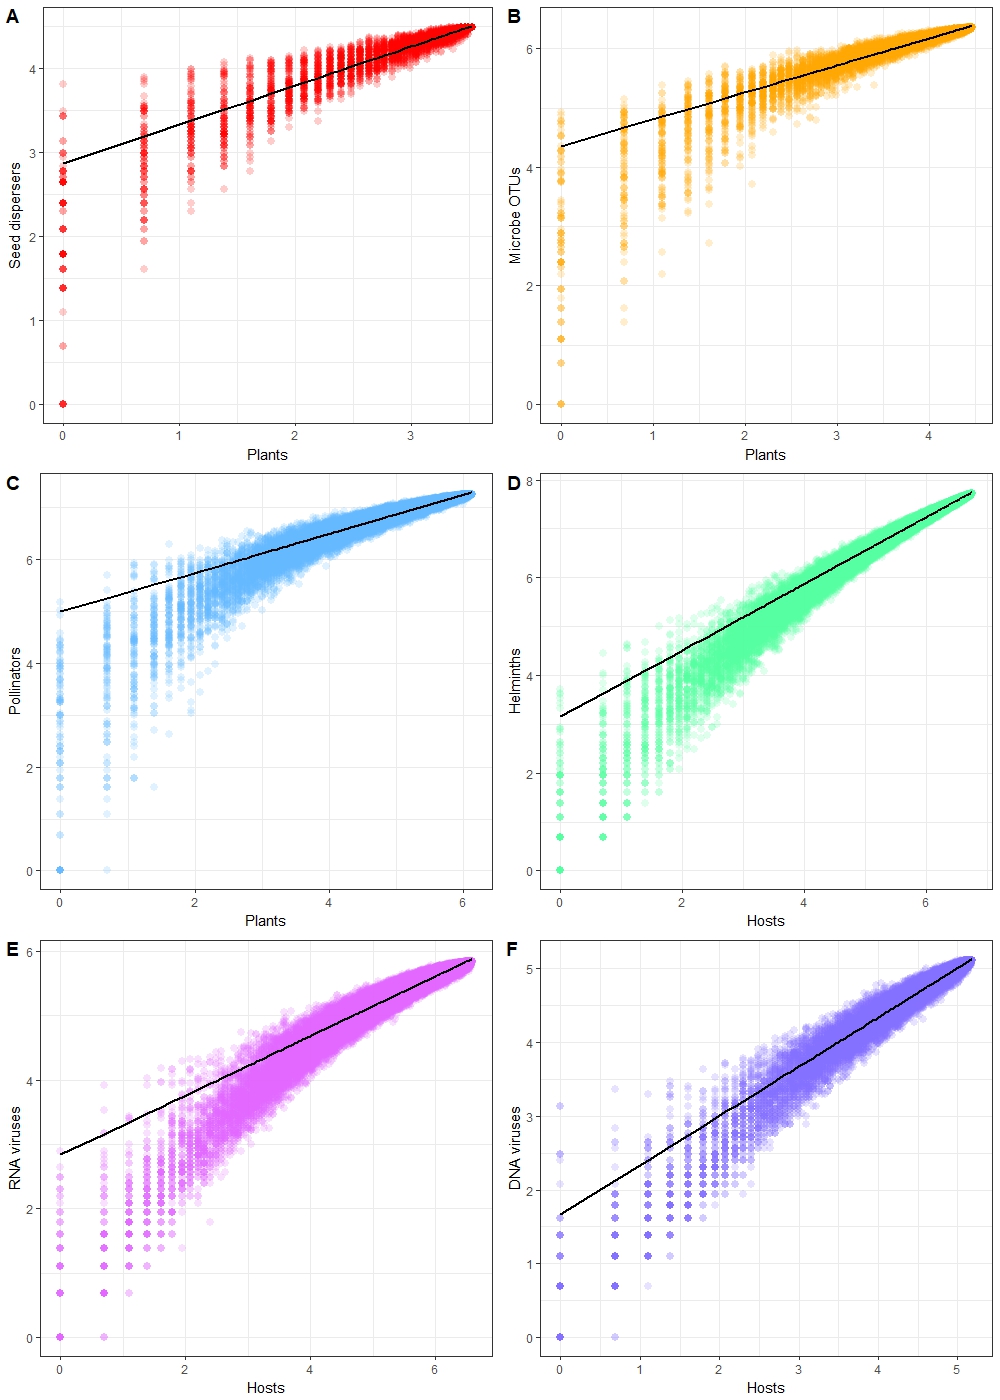 A
B
4
3
2
1
0
Seed dispersers
0 1 2 3
Plants
6
4
2
0
Microbe OTUs
0 1 2 3 4
Plants
C
D
6
4
2
0
Pollinators
0 2 4 6
Plants
8
6
4
2
0
Helminths
0 2 4 6
Hosts
E
F
6
4
2
0
RNA viruses
0 2 4 6
Hosts
5
4
3
2
1
0
DNA viruses
0 1 2 3 4 5
Hosts